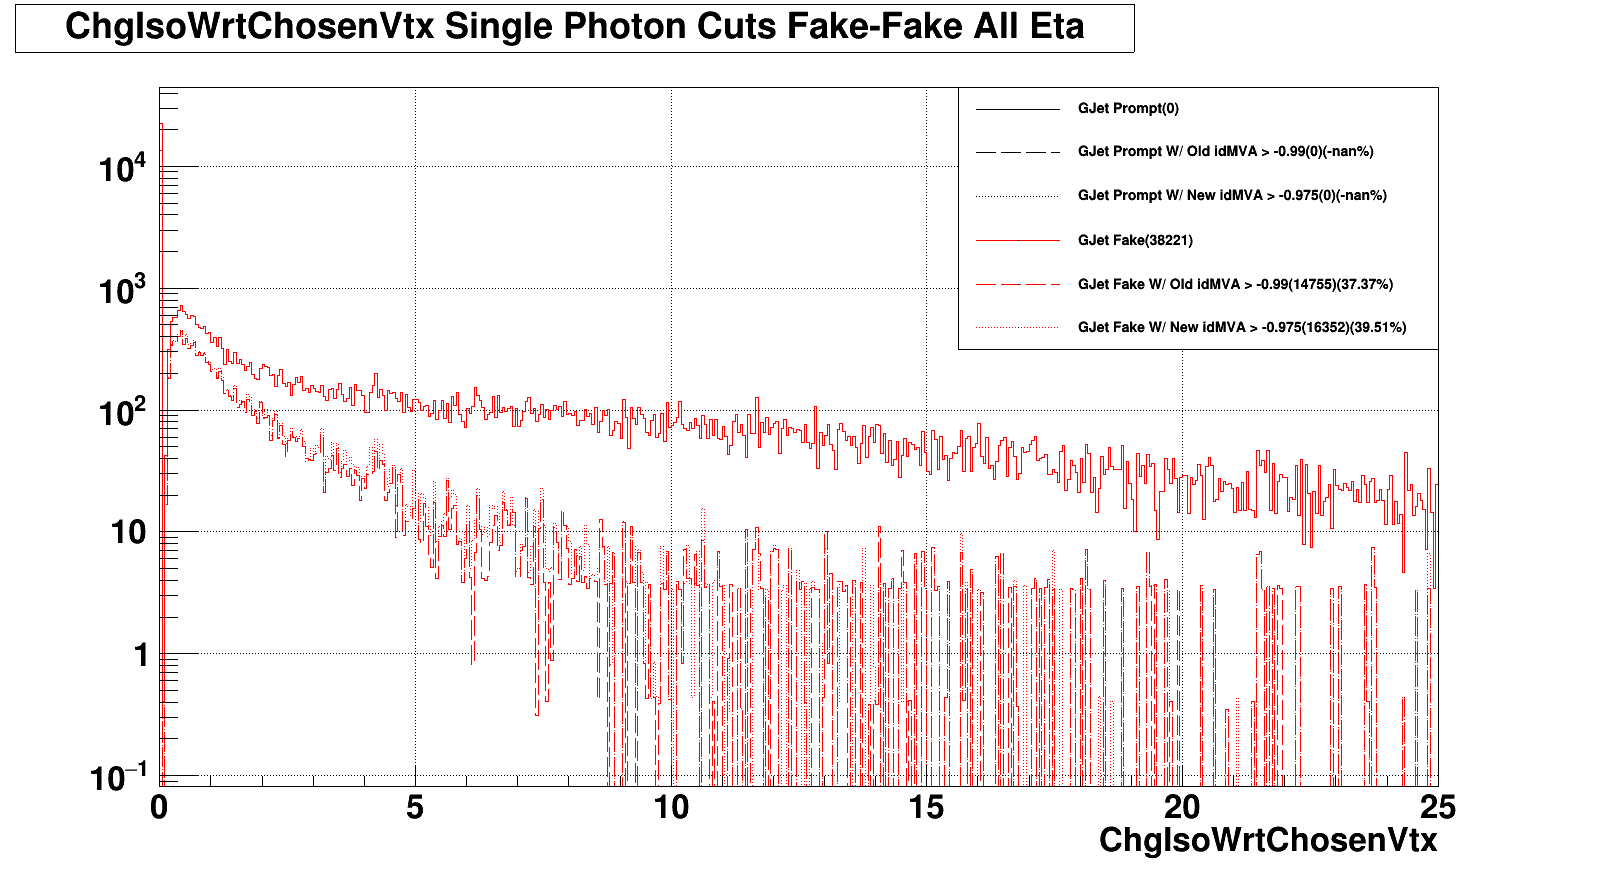 ChgIsoWrtChosenVtx Single Photon Cuts Fake-Fake All Eta
GJet Prompt(0)
GJet Prompt W/ Old idMVA > -0.99(0)(-nan%)
GJet Prompt W/ New idMVA > -0.975(0)(-nan%)
GJet Fake(38221)
GJet Fake W/ Old idMVA > -0.99(14755)(37.37%)
GJet Fake W/ New idMVA > -0.975(16352)(39.51%)
10⁴
10³
10²
10
1
10⁻¹
0 5 10 15 20 25
ChgIsoWrtChosenVtx